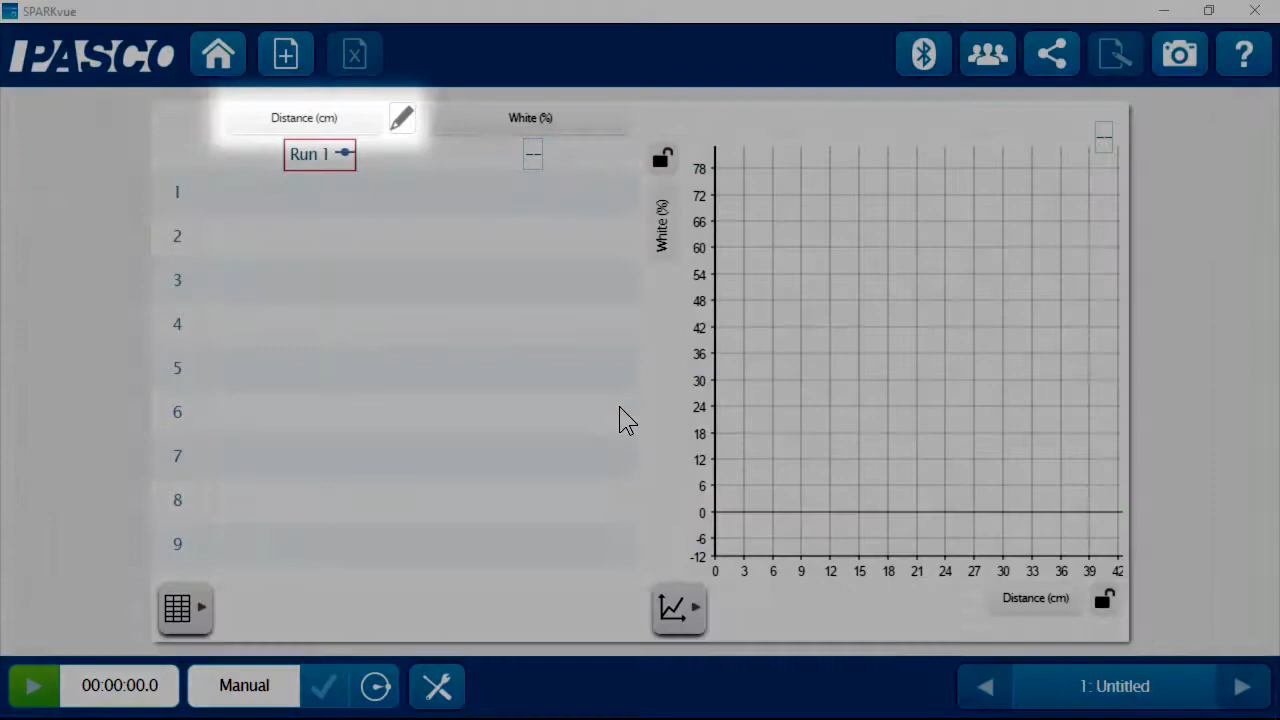 SPARKvue
PASCO
?
Distance (cm)
White (%)
Run 1
--
1
2
3
4
5
6
7
8
9
--
White (%)
78
72
66
60
54
48
42
36
30
24
18
12
6
0
-6
-12
0 3 6 9 12 15 18 21 24 27 30 33 36 39 42
Distance (cm)
00:00:00.0
Manual
1: Untitled